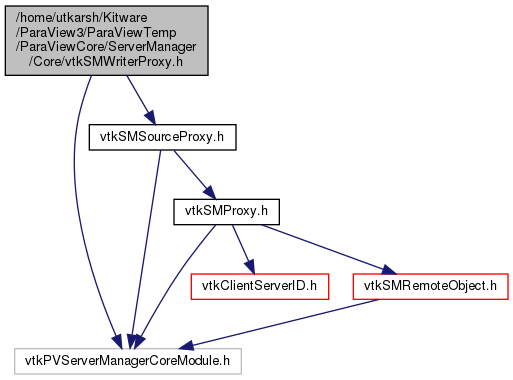 /home/utkarsh/Kitware
/ParaView3/ParaViewTemp
/ParaViewCore/ServerManager
/Core/vtkSMWriterProxy.h
vtkSMSourceProxy.h
vtkSMProxy.h
vtkClientServerID.h
vtkSMRemoteObject.h
vtkPVServerManagerCoreModule.h